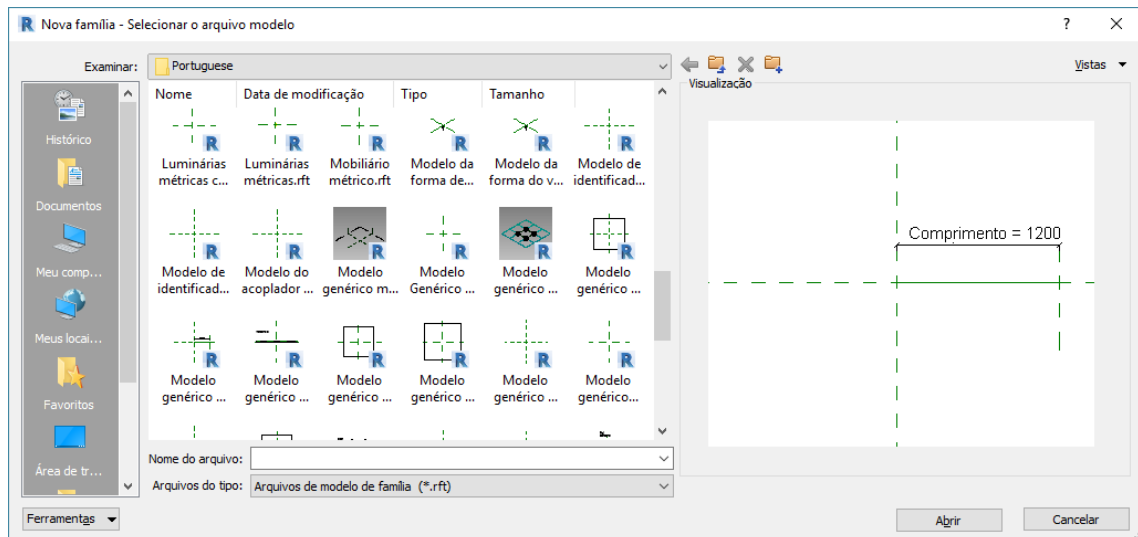 Nova família - Selecionar o arquivo modelo
Examinar:
Portuguese
Vistas
Histórico
Documentos
Meu comp...
Meus locai...
Favoritos
Área de tr...
Nome Data de modificação Tipo Tamanho
Luminárias métricas c...
Luminárias métricas.rft
Mobiliário métrico.rft
Modelo da forma de...
Modelo da forma do v...
Modelo de identificad...
Modelo de identificad...
Modelo do acoplador ...
Modelo genérico m...
Modelo Genérico ...
Modelo genérico ...
Modelo genérico ...
Modelo genérico ...
Modelo genérico ...
Modelo genérico ...
Modelo genérico ...
Modelo genérico ...
Modelo genérico...
Visualização
Comprimento = 1200
Nome do arquivo:
Arquivos do tipo: Arquivos de modelo de família (*.rft)
Ferramentas
Abrir
Cancelar